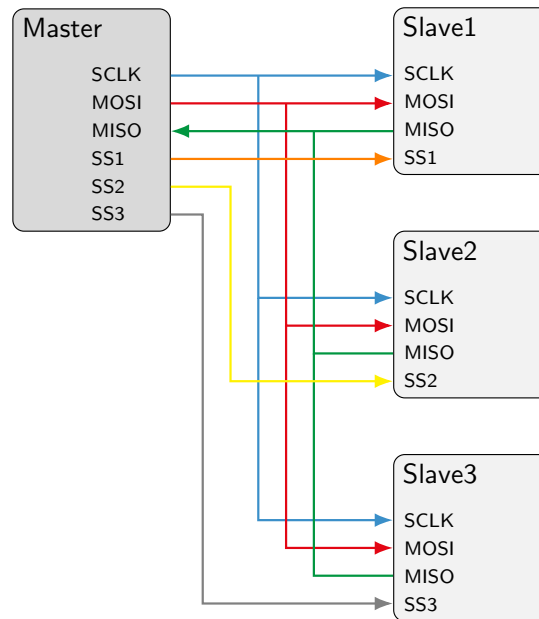 Master
SCLK
MOSI
MISO
SS1
SS2
SS3
Slave1
SCLK
MOSI
MISO
SS1
Slave2
SCLK
MOSI
MISO
SS2
Slave3
SCLK
MOSI
MISO
SS3